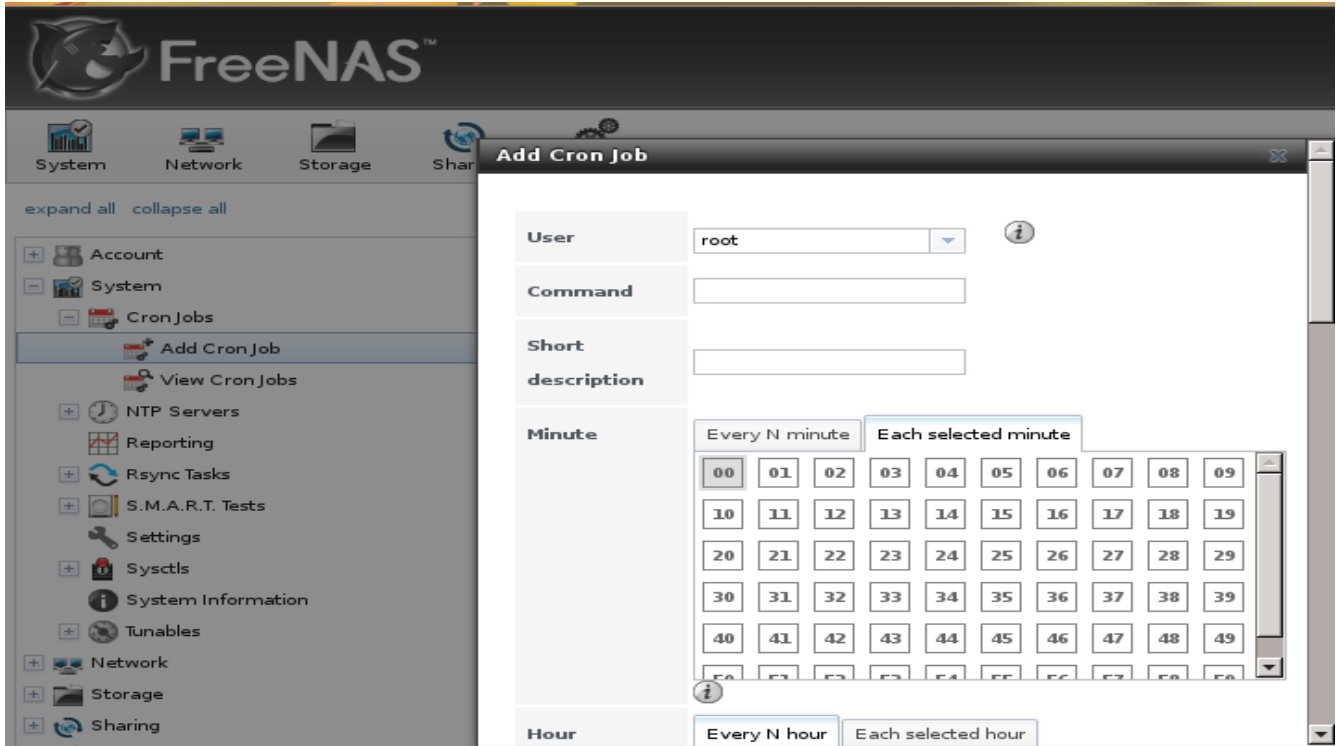 FreeNAS™
System Network Storage Shar
Add Cron Job
expand all collapse all
Account
System
Cron Jobs
Add Cron Job
View Cron Jobs
NTP Servers
Reporting
Rsync Tasks
S.M.A.R.T. Tests
Settings
Sysctls
System Information
Tunables
Network
Storage
Sharing
User root
Command
Short
description
Minute Every N minute Each selected minute
00 01 02 03 04 05 06 07 08 09
10 11 12 13 14 15 16 17 18 19
20 21 22 23 24 25 26 27 28 29
30 31 32 33 34 35 36 37 38 39
40 41 42 43 44 45 46 47 48 49
Hour Every N hour Each selected hour